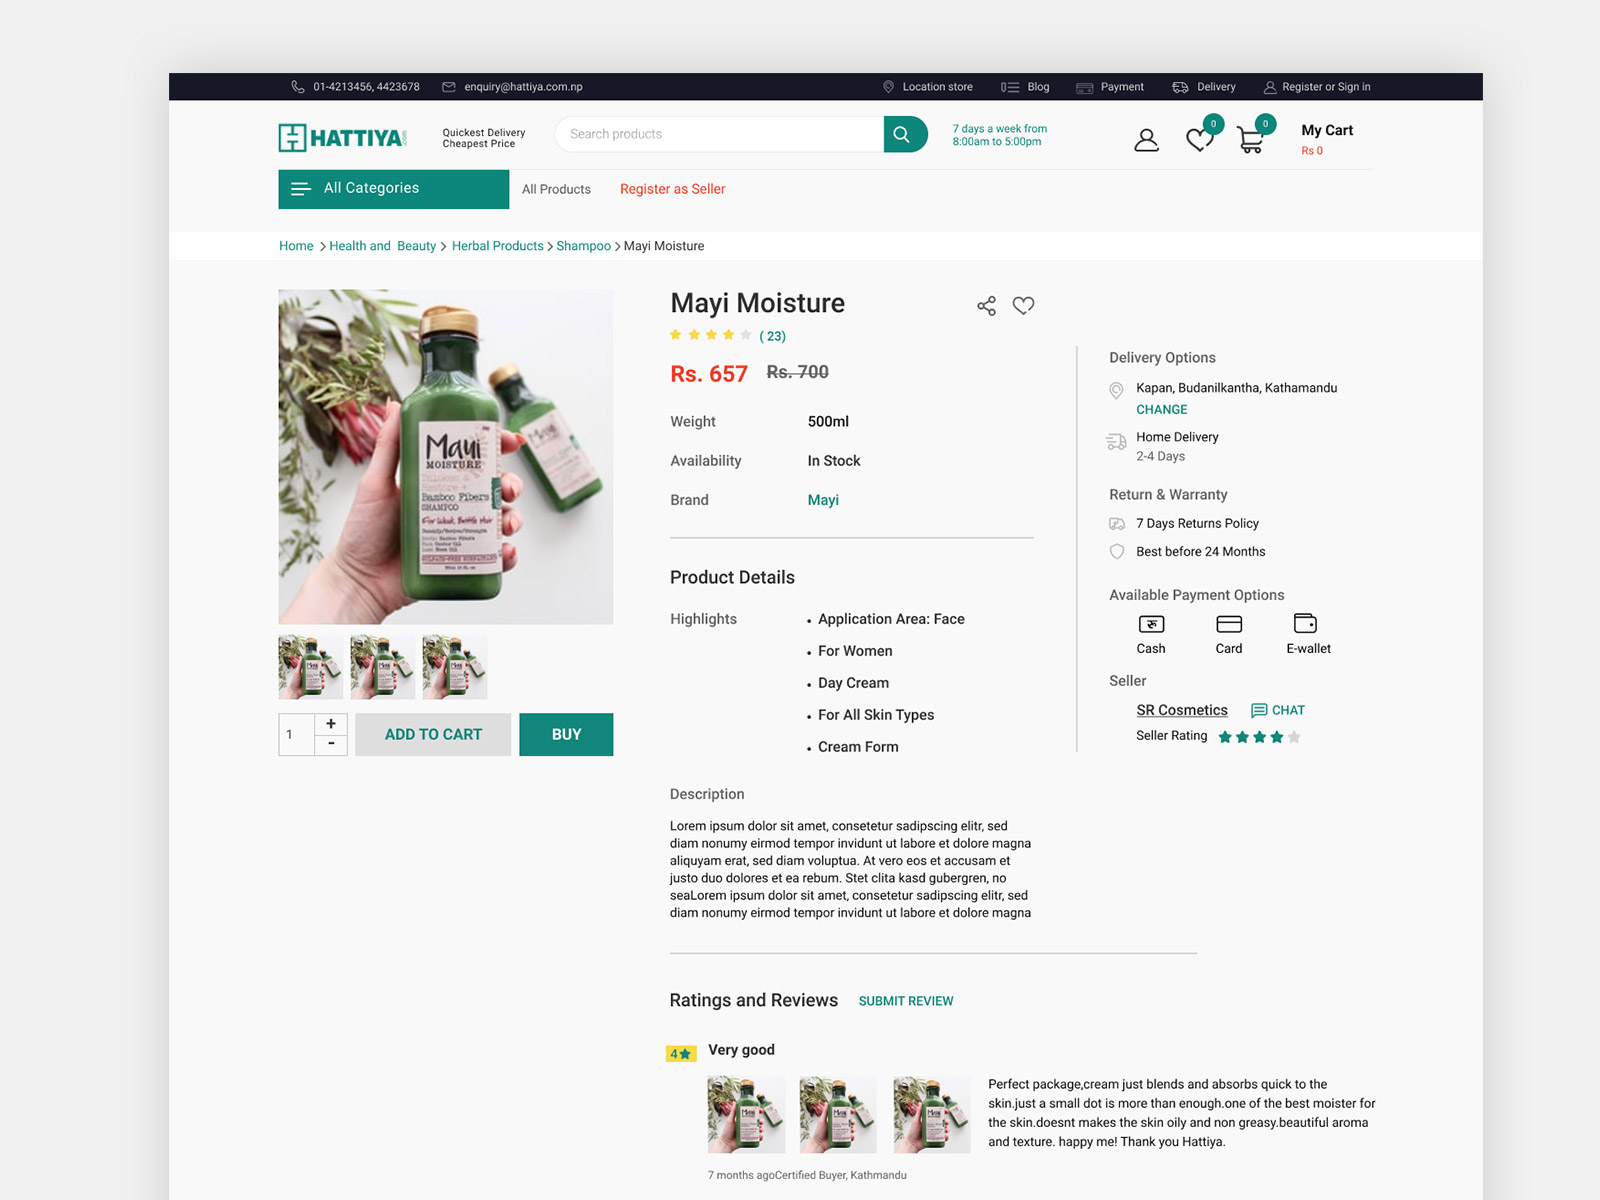 01-4213456, 4423678 enquiry@hattiya.com.np Location store Blog Payment Delivery Register or Sign in
HATTIYA.com
Quickest Delivery
Cheapest Price
Search products
7 days a week from
8:00am to 5:00pm
0
0
My Cart
Rs 0
All Categories All Products Register as Seller
Home > Health and Beauty > Herbal Products > Shampoo > Mayi Moisture
Maui
MOISTURE
Thicken &
Restore +
Bamboo Fibers
SHAMPOO
For Weak, Brittle Hair
Mayi Moisture
( 23)
Rs. 657 Rs. 700
Weight 500ml
Availability In Stock
Brand Mayi
Product Details
Highlights
• Application Area: Face
• For Women
• Day Cream
• For All Skin Types
• Cream Form
1 + -
ADD TO CART
BUY
Delivery Options
Kapan, Budanilkantha, Kathamandu
CHANGE
Home Delivery
2-4 Days
Return & Warranty
7 Days Returns Policy
Best before 24 Months
Available Payment Options
Cash Card E-wallet
Seller
SR Cosmetics CHAT
Seller Rating
Description
Lorem ipsum dolor sit amet, consetetur sadipscing elitr, sed
diam nonumy eirmod tempor invidunt ut labore et dolore magna
aliquyam erat, sed diam voluptua. At vero eos et accusam et
justo duo dolores et ea rebum. Stet clita kasd gubergren, no
seaLorem ipsum dolor sit amet, consetetur sadipscing elitr, sed
diam nonumy eirmod tempor invidunt ut labore et dolore magna
Ratings and Reviews SUBMIT REVIEW
4 Very good
Perfect package,cream just blends and absorbs quick to the
skin.just a small dot is more than enough.one of the best moister for
the skin.doesnt makes the skin oily and non greasy.beautiful aroma
and texture. happy me! Thank you Hattiya.
7 months agoCertified Buyer, Kathmandu